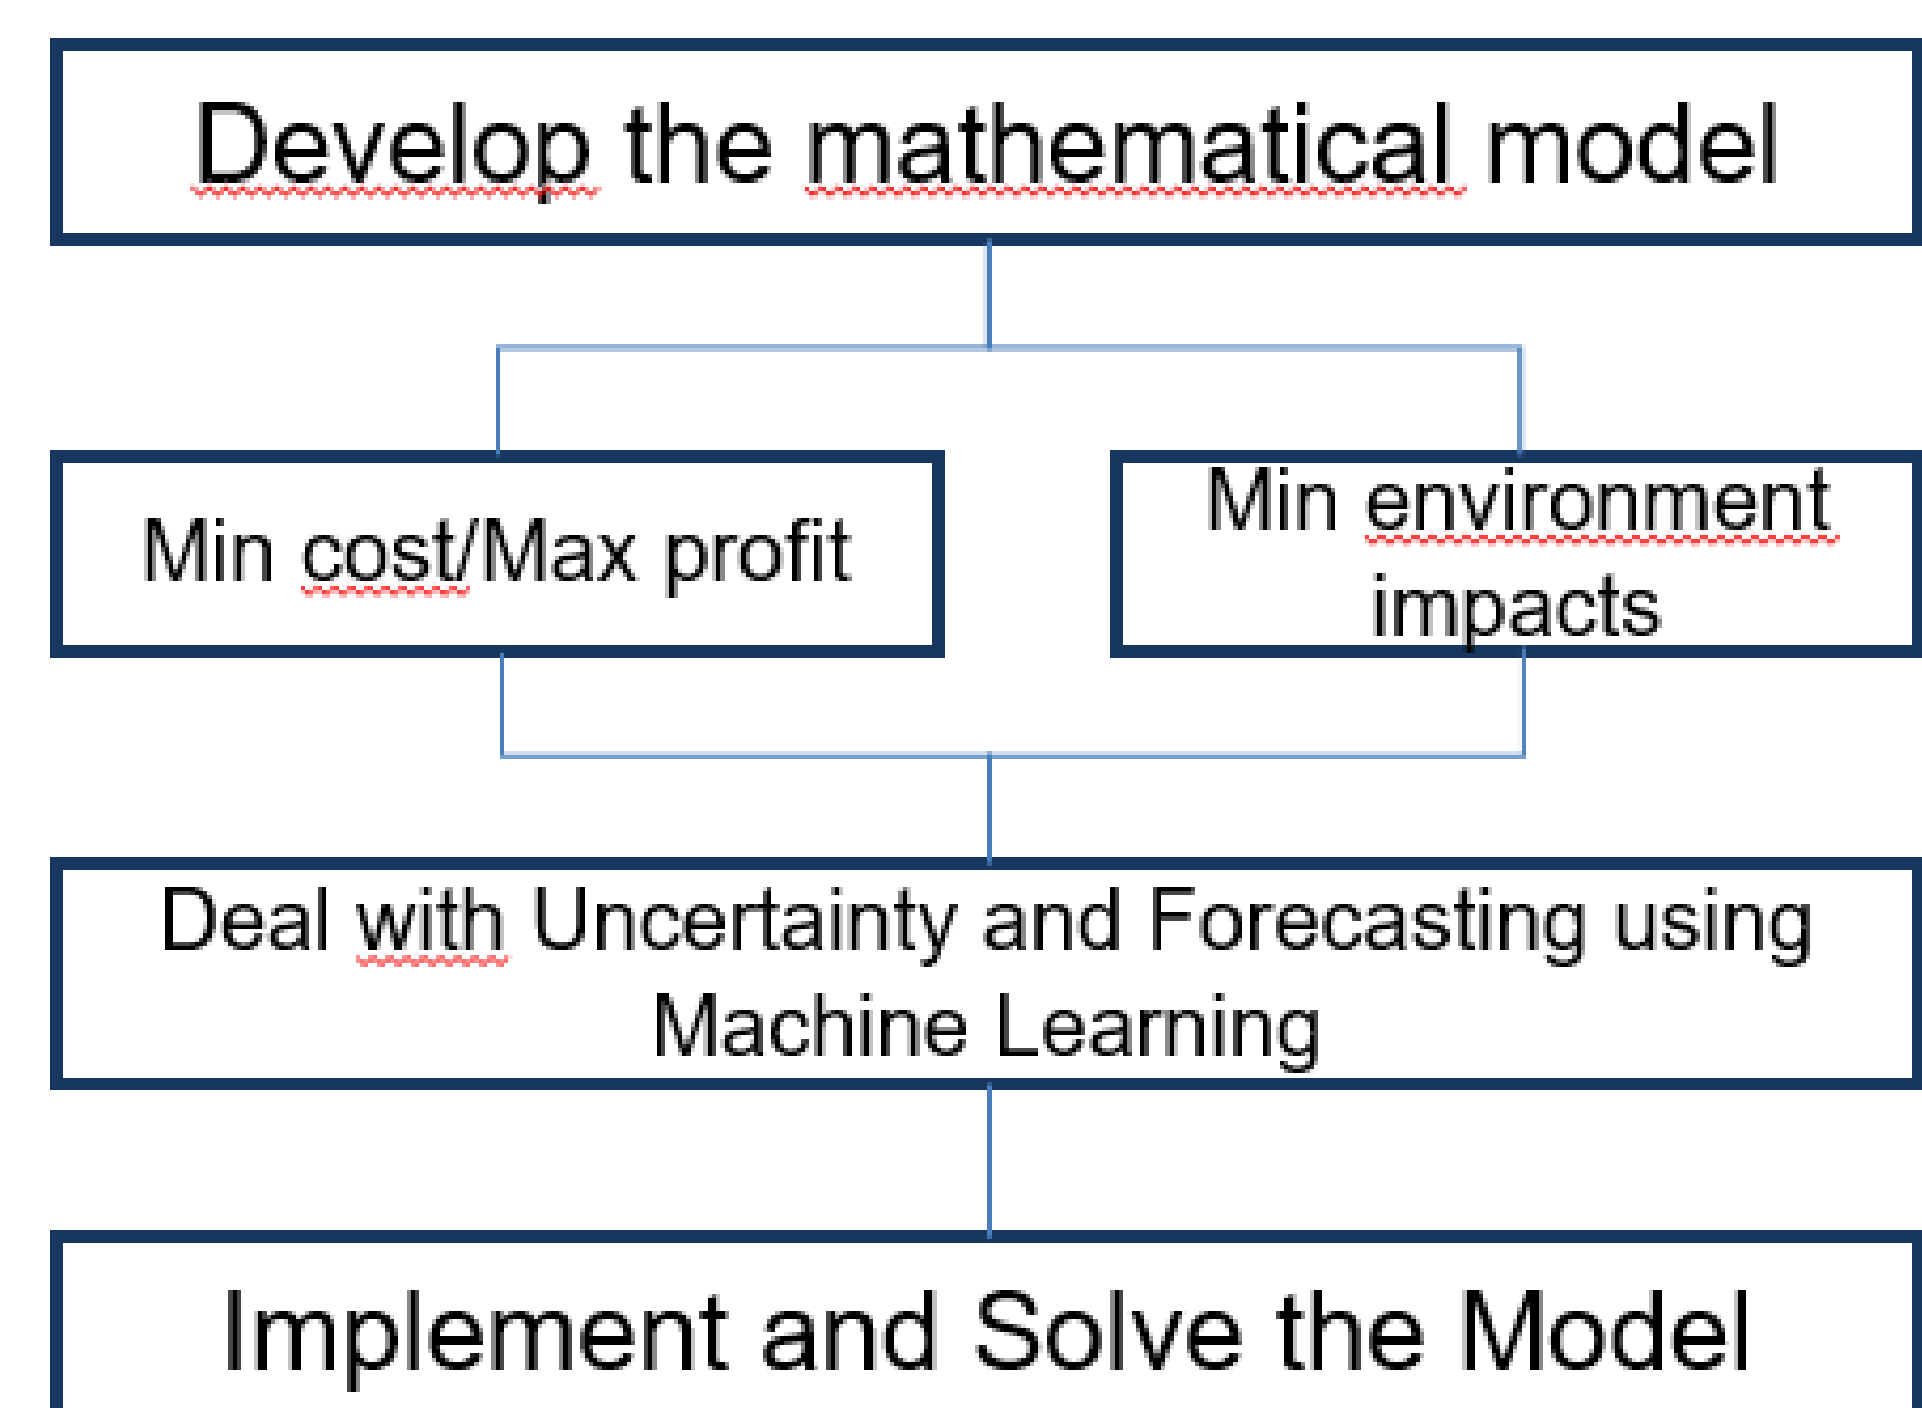 Develop the mathematical model
Min cost/Max profit
Min environment
impacts
Deal with Uncertainty and Forecasting using
Machine Learning
Implement and Solve the Model